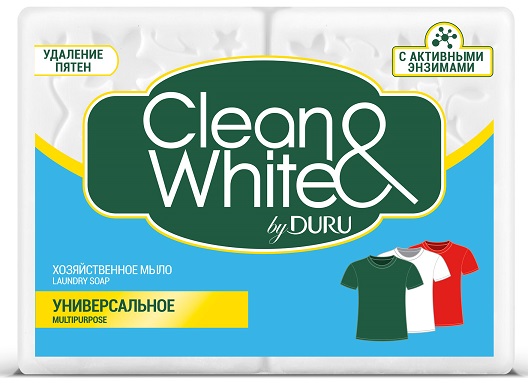 УДАЛЕНИЕ
ПЯТЕН
С АКТИВНЫМИ
ЭНЗИМАМИ
Clean &
White
by DURU
ХОЗЯЙСТВЕННОЕ МЫЛО
LAUNDRY SOAP
УНИВЕРСАЛЬНОЕ
MULTIPURPOSE